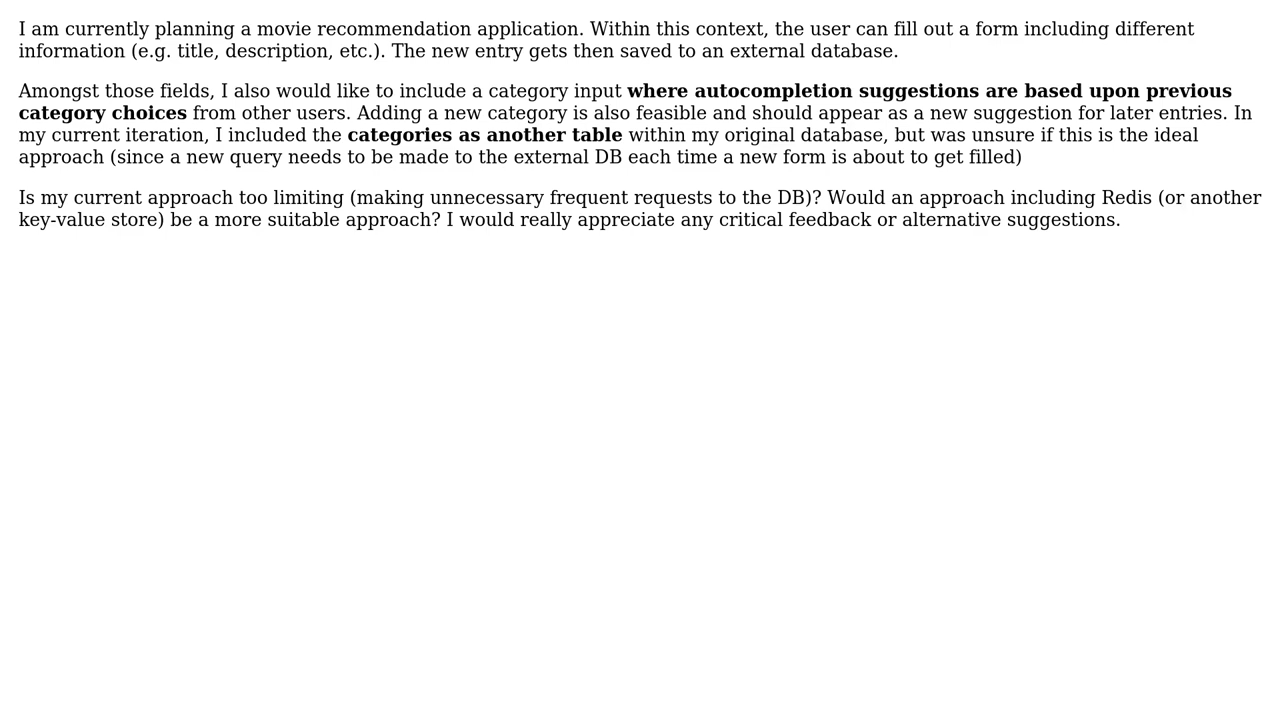 I am currently planning a movie recommendation application. Within this context, the user can fill out a form including different
information (e.g. title, description, etc.). The new entry gets then saved to an external database.
Amongst those fields, I also would like to include a category input where autocompletion suggestions are based upon previous
category choices from other users. Adding a new category is also feasible and should appear as a new suggestion for later entries. In
my current iteration, I included the categories as another table within my original database, but was unsure if this is the ideal
approach (since a new query needs to be made to the external DB each time a new form is about to get filled)
Is my current approach too limiting (making unnecessary frequent requests to the DB)? Would an approach including Redis (or another
key-value store) be a more suitable approach? I would really appreciate any critical feedback or alternative suggestions.